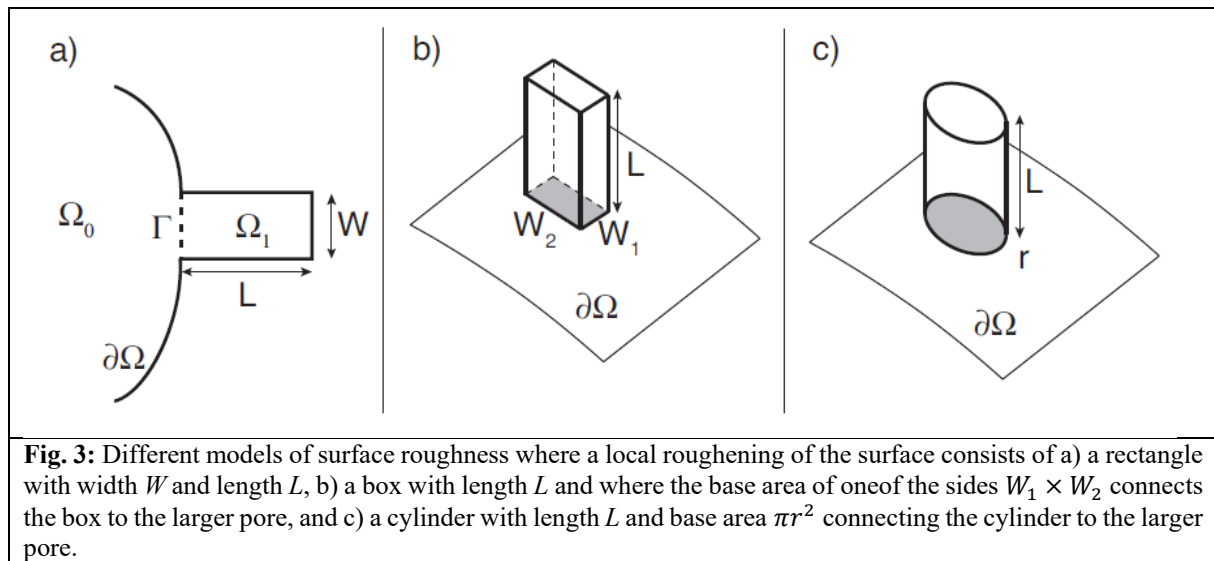 a)
b)
c)
Ω₀
Γ
Ω₁
W
L
∂Ω
L
W₂
W₁
∂Ω
L
r
∂Ω
Fig. 3: Different models of surface roughness where a local roughening of the surface consists of a) a rectangle
with width W and length L, b) a box with length L and where the base area of oneof the sides W₁ × W₂ connects
the box to the larger pore, and c) a cylinder with length L and base area πr² connecting the cylinder to the larger
pore.